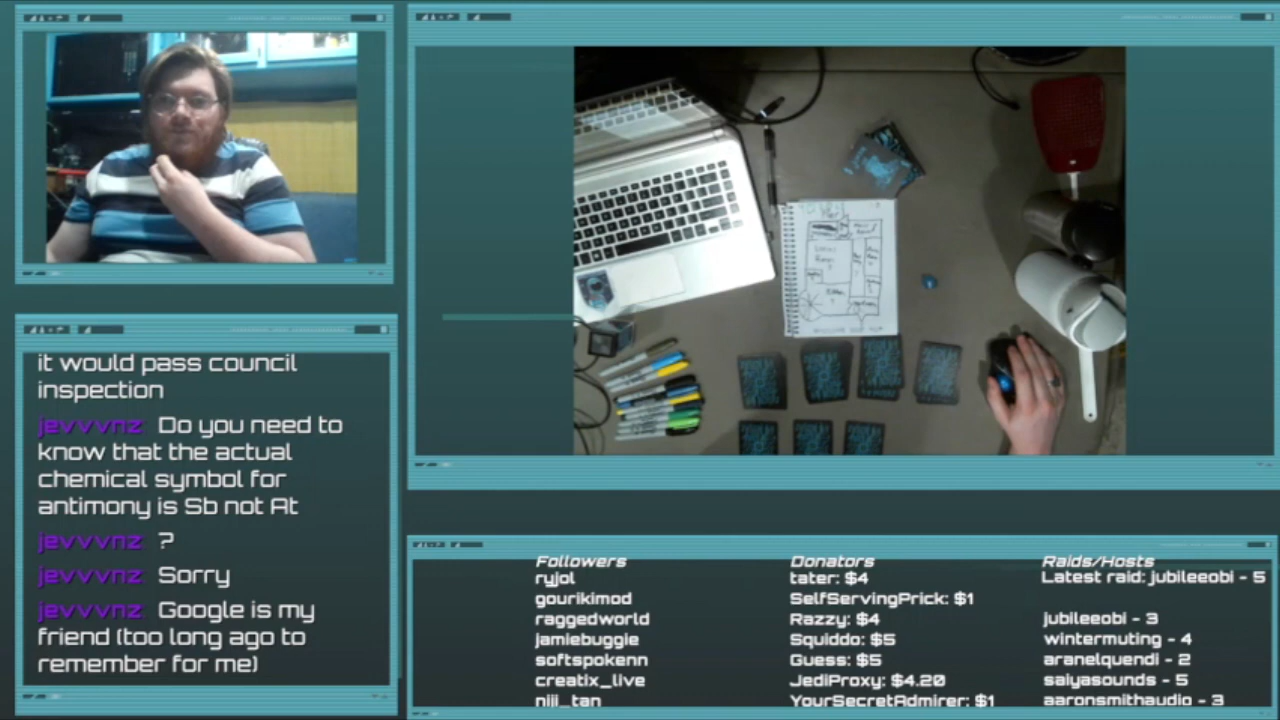 it would pass council
inspection
jevvvnz: Do you need to
know that the actual
chemical symbol for
antimony is Sb not At
jevvvnz: ?
jevvvnz: Sorry
jevvvnz: Google is my
friend (too long ago to
remember for me)
Followers
ryjol
gourikimod
raggedworld
jamiebuggie
softspokenn
creatix_live
niji_tan
Donators
tater: $4
SelfServingPrick: $1
Razzy: $4
Squiddo: $5
Guess: $5
JediProxy: $4.20
YourSecretAdmirer: $1
Raids/Hosts
Latest raid: jubileeobi - 5
jubileeobi - 3
wintermuting - 4
aranelquendi - 2
saiyasounds - 5
aaronsmithaudio - 3